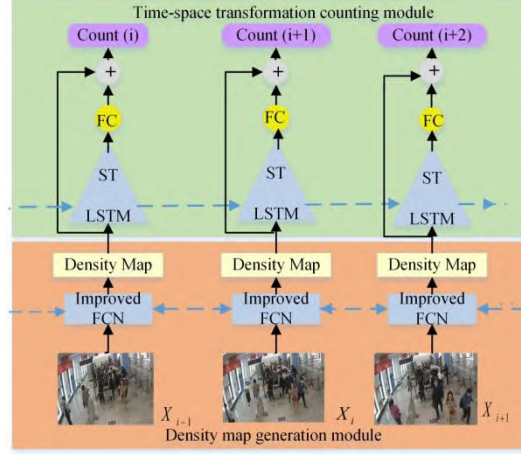 Time-space transformation counting module
Count (i) Count (i+1) Count (i+2)
+ + +
FC FC FC
ST ST ST
LSTM LSTM LSTM
Density Map Density Map Density Map
Improved Improved Improved
FCN FCN FCN
X i+1 X i X i+1
Density map generation module